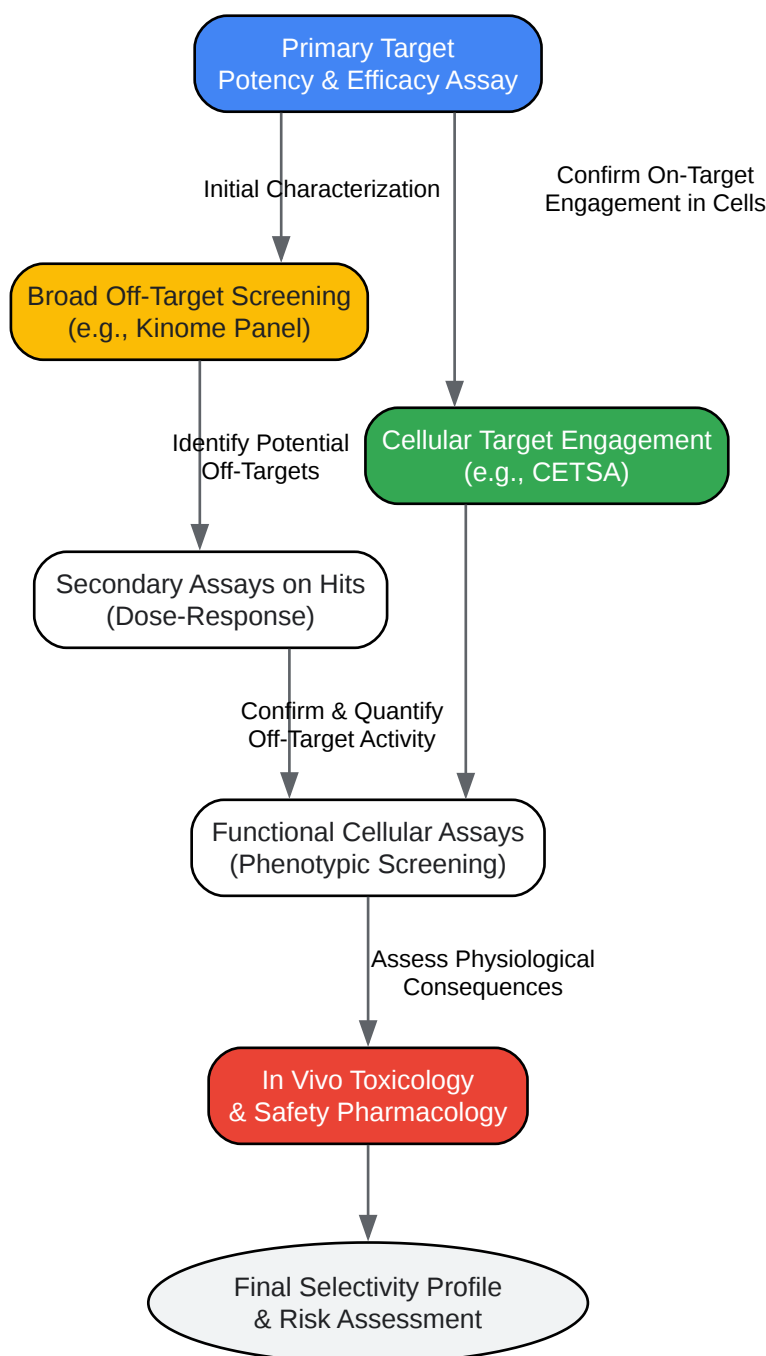 Primary Target
Potency & Efficacy Assay
Initial Characterization
Confirm On-Target
Engagement in Cells
Broad Off-Target Screening
(e.g., Kinome Panel)
Identify Potential
Off-Targets
Cellular Target Engagement
(e.g., CETSA)
Secondary Assays on Hits
(Dose-Response)
Confirm & Quantify
Off-Target Activity
Functional Cellular Assays
(Phenotypic Screening)
Assess Physiological
Consequences
In Vivo Toxicology
& Safety Pharmacology
Final Selectivity Profile
& Risk Assessment